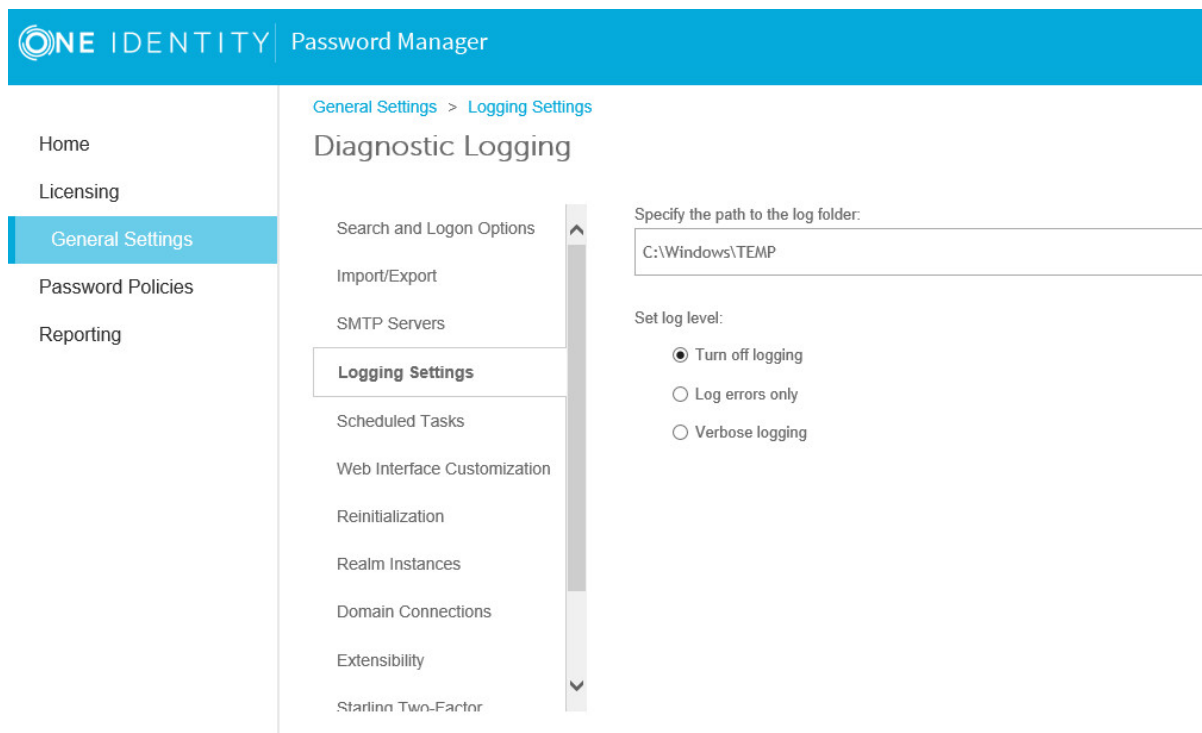 ONE IDENTITY Password Manager
Home
Licensing
General Settings
Password Policies
Reporting
General Settings > Logging Settings
Diagnostic Logging
Search and Logon Options
Import/Export
SMTP Servers
Logging Settings
Scheduled Tasks
Web Interface Customization
Reinitialization
Realm Instances
Domain Connections
Extensibility
Starling Two-Factor
Specify the path to the log folder:
C:\Windows\TEMP
Set log level:
Turn off logging
Log errors only
Verbose logging